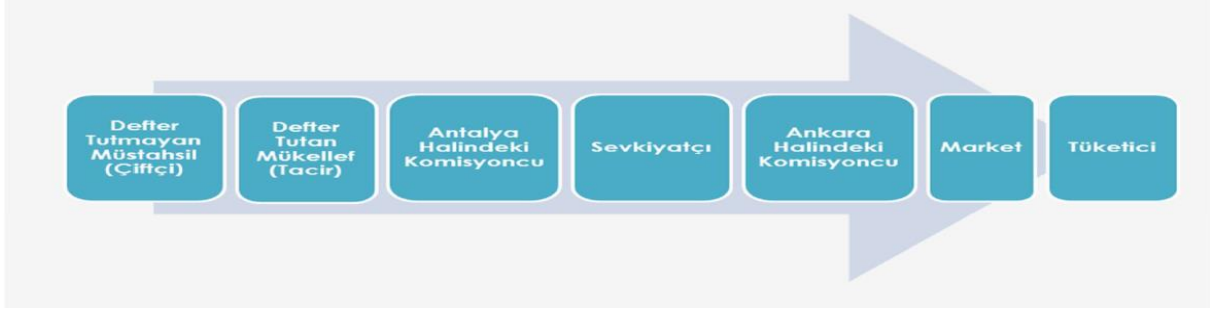 Defter
Tutmayan
Müstahsil
(Çiftçi)
Defter
Tutan
Mükellef
(Tacir)
Antalya
Halindeki
Komisyoncu
Sevkiyatçı
Ankara
Halindeki
Komisyoncu
Market
Tüketici